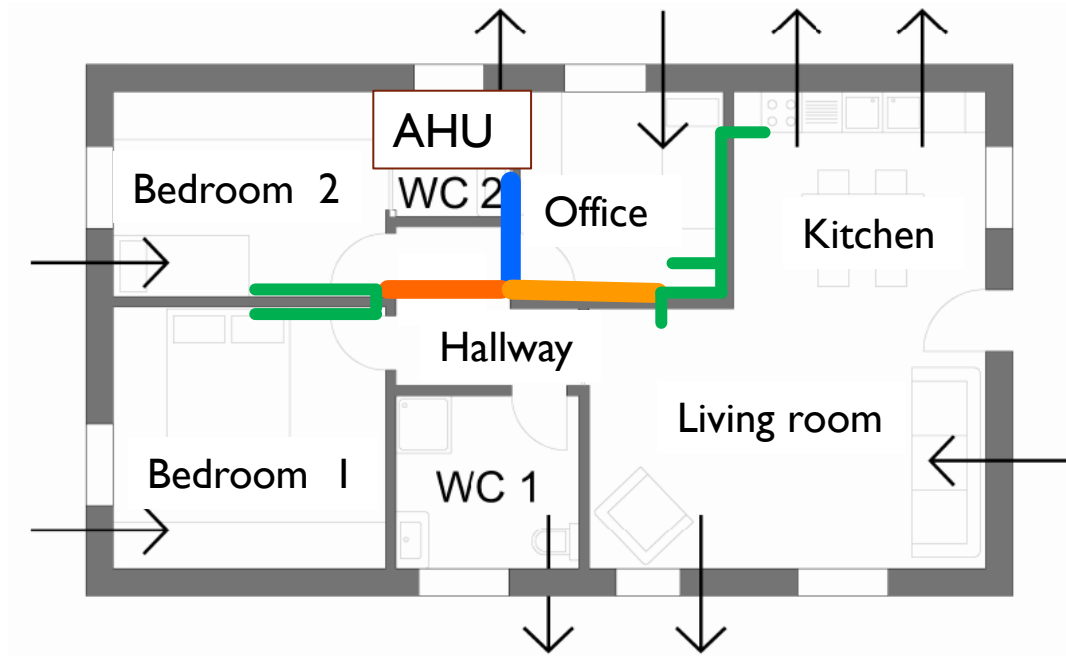 AHU
Bedroom 2
WC 2
Office
Kitchen
Hallway
Living room
Bedroom 1
WC 1